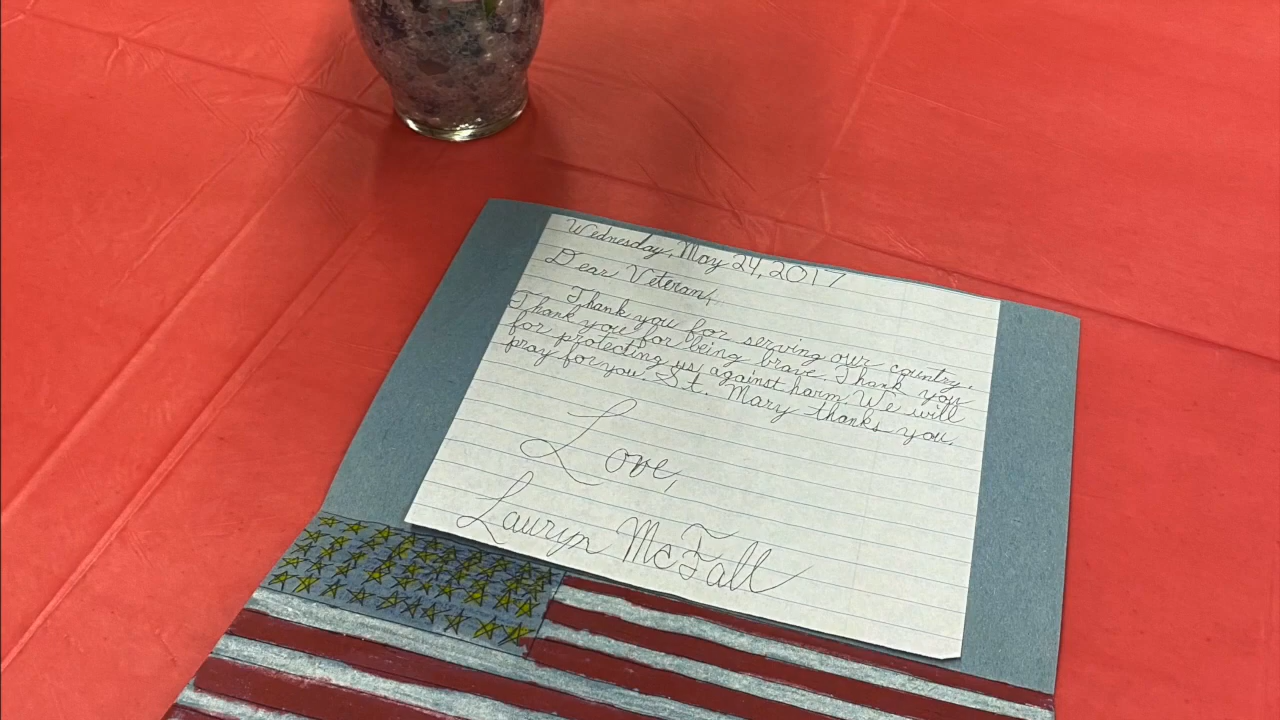 Wednesday, May 24, 2017
Dear Veteran,
Thank you for serving our country.
Thank you for being brave. Thank you
for protecting us against harm. We will
pray for you. St. Mary thanks you.
Love,
Lauryn McFall